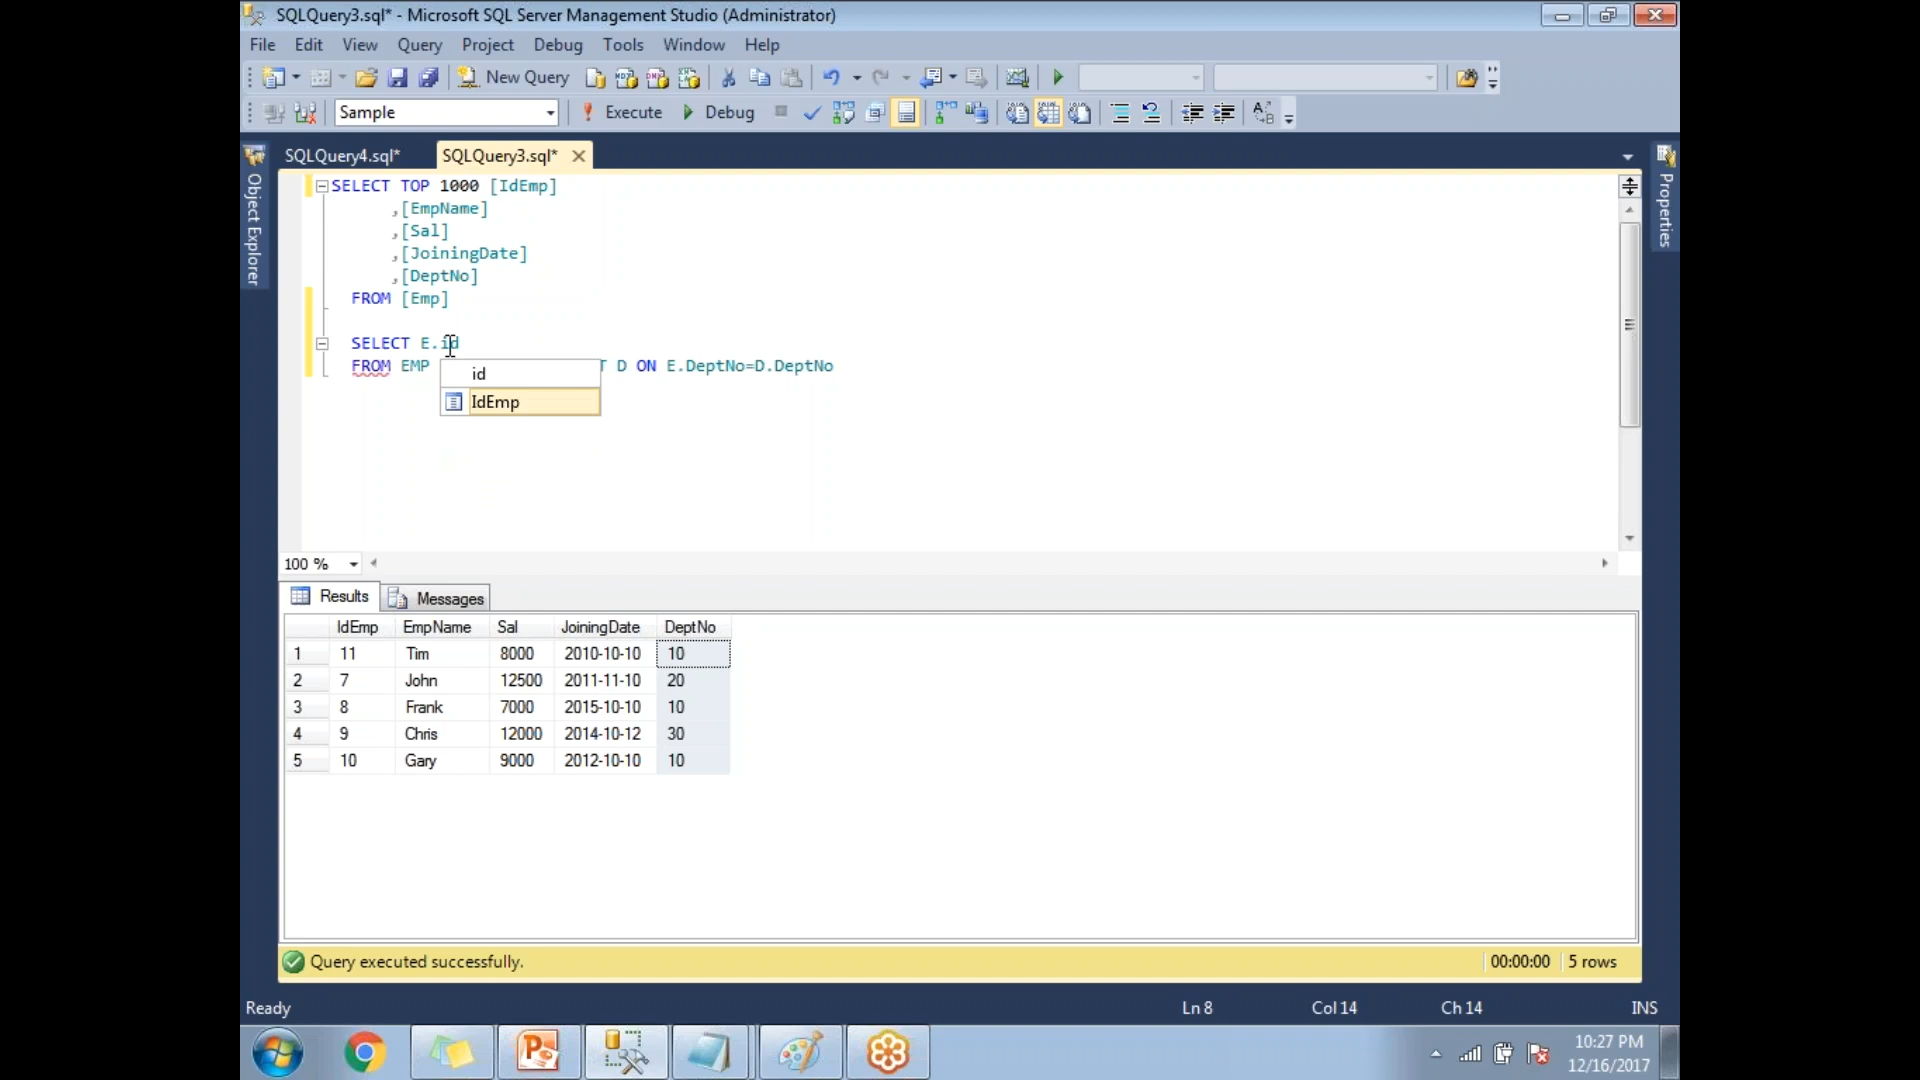 SQLQuery3.sql* - Microsoft SQL Server Management Studio (Administrator)
File Edit View Query Project Debug Tools Window Help
New Query
Sample Execute Debug
SQLQuery4.sql* SQLQuery3.sql*
Object Explorer
Properties
SELECT TOP 1000 [IdEmp]
,[EmpName]
,[Sal]
,[JoiningDate]
,[DeptNo]
FROM [Emp]
SELECT E.id
FROM EMP T D ON E.DeptNo=D.DeptNo
id
IdEmp
100 %
Results Messages
IdEmp EmpName Sal JoiningDate DeptNo
1 11 Tim 8000 2010-10-10 10
2 7 John 12500 2011-11-10 20
3 8 Frank 7000 2015-10-10 10
4 9 Chris 12000 2014-10-12 30
5 10 Gary 9000 2012-10-10 10
Query executed successfully. 00:00:00 5 rows
Ready Ln 8 Col 14 Ch 14 INS
10:27 PM
12/16/2017